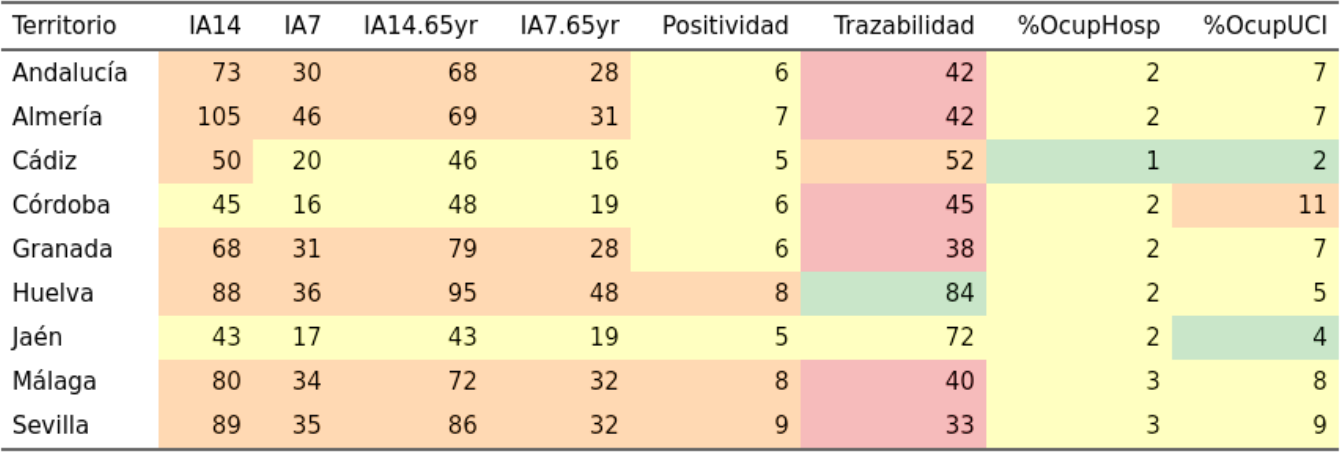 Territorio IA14 IA7 IA14.65yr IA7.65yr Positividad Trazabilidad %OcupHosp %OcupUCI
Andalucía 73 30 68 28 6 42 2 7
Almería 105 46 69 31 7 42 2 7
Cádiz 50 20 46 16 5 52 1 2
Córdoba 45 16 48 19 6 45 2 11
Granada 68 31 79 28 6 38 2 7
Huelva 88 36 95 48 8 84 2 5
Jaén 43 17 43 19 5 72 2 4
Málaga 80 34 72 32 8 40 3 8
Sevilla 89 35 86 32 9 33 3 9